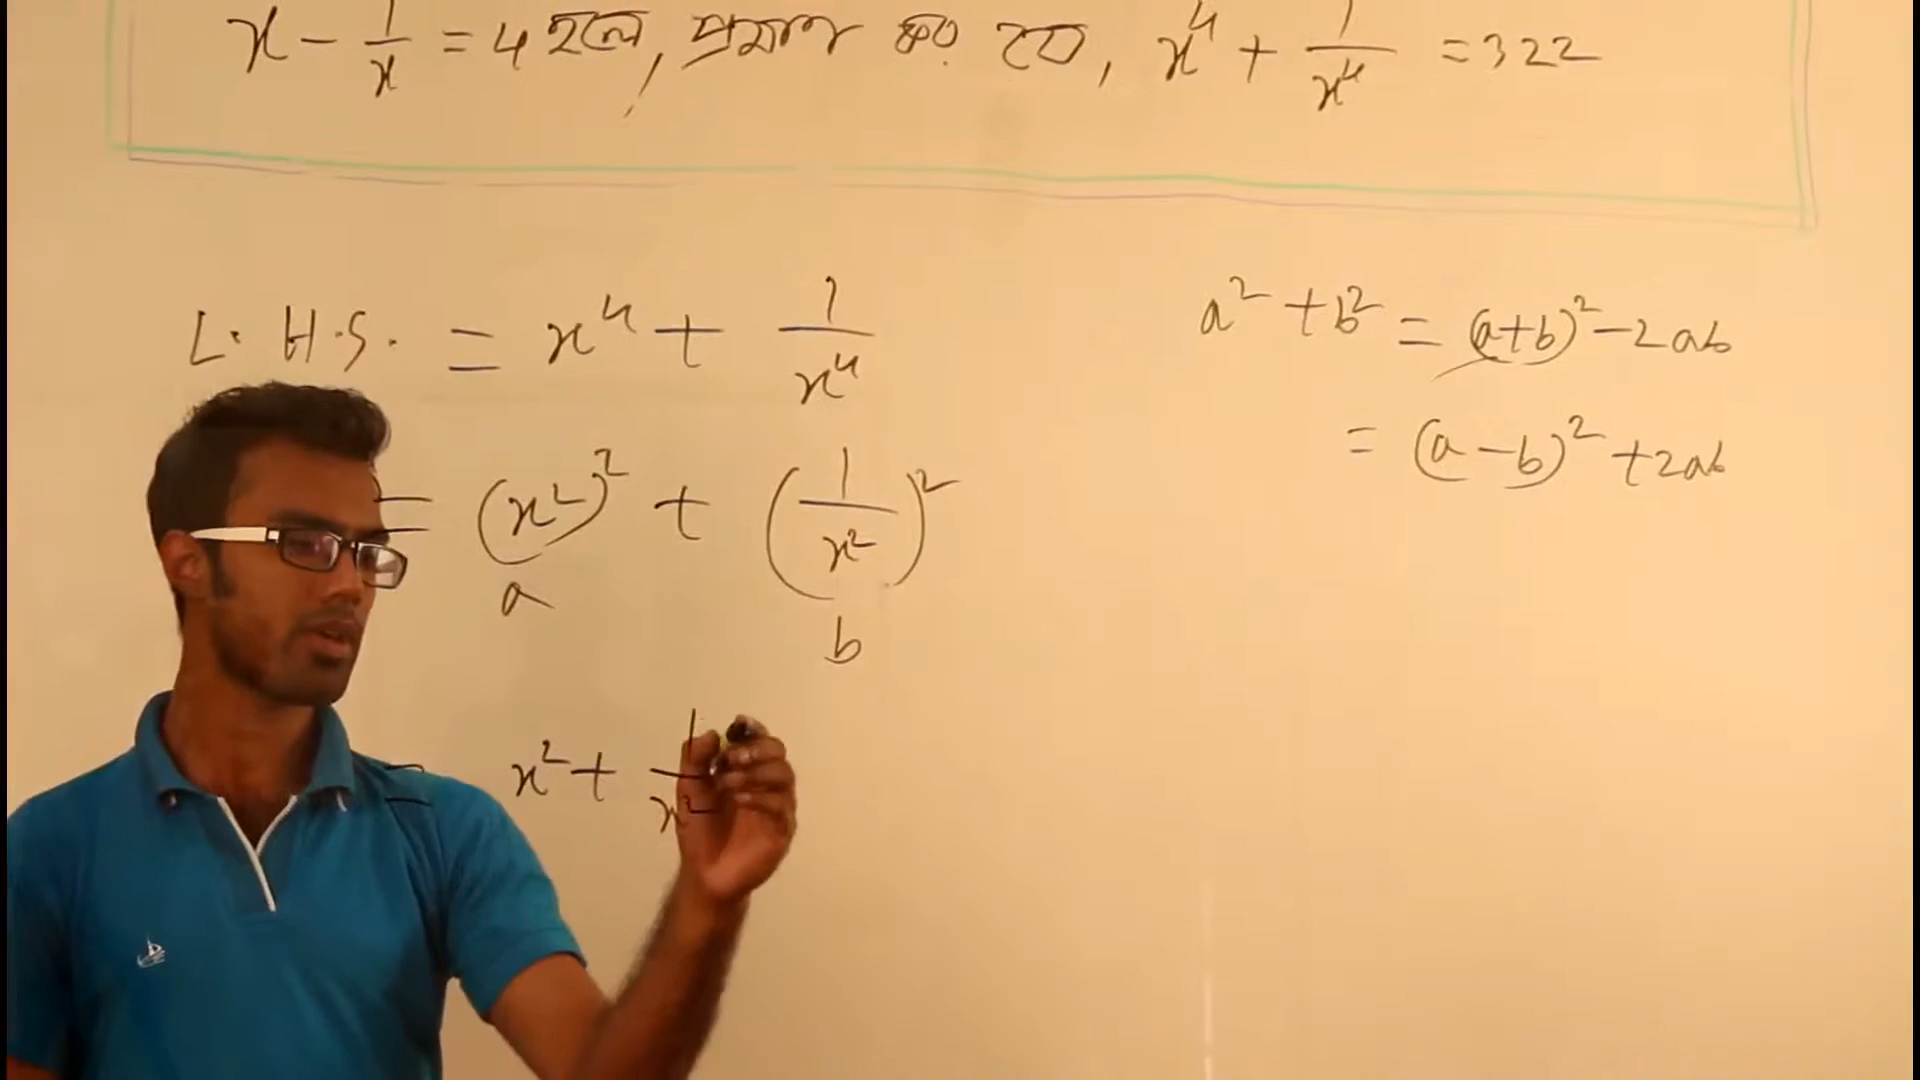 x - 1/x = 4 হলে, প্রমাণ কর যে, x⁴ + 1/x⁴ = 322
L.H.S. = x⁴ + 1/x⁴
= (x²)² + (1/x²)²
a b
= x² + 1/x²
a² + b² = (a+b)² - 2ab
= (a-b)² + 2ab